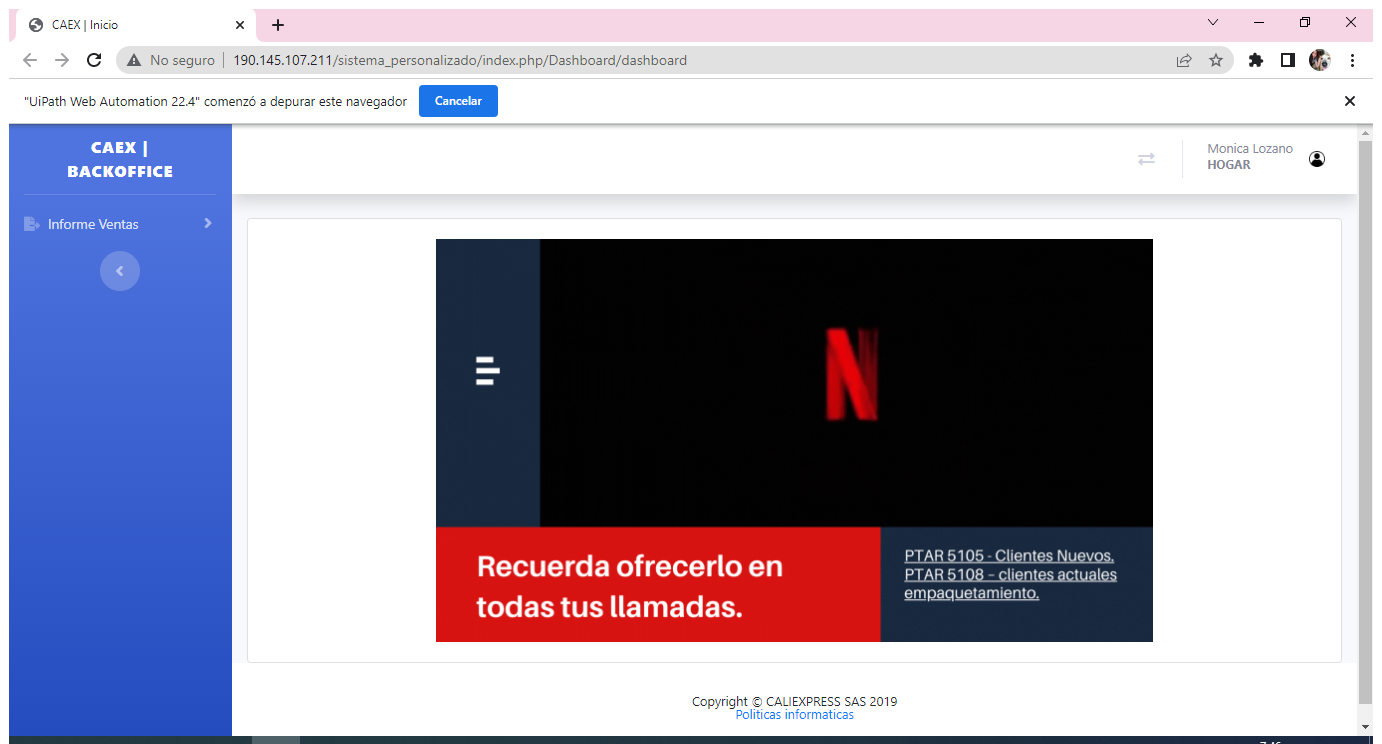 CAEX | Inicio
No seguro
190.145.107.211/sistema_personalizado/index.php/Dashboard/dashboard
"UiPath Web Automation 22.4" comenzó a depurar este navegador
Cancelar
CAEX |
BACKOFFICE
Informe Ventas
Monica Lozano
HOGAR
N
Recuerda ofrecerlo en
todas tus llamadas.
PTAR 5105 - Clientes Nuevos.
PTAR 5108 – clientes actuales
empaquetamiento.
Copyright © CALIEXPRESS SAS 2019
Politicas informaticas